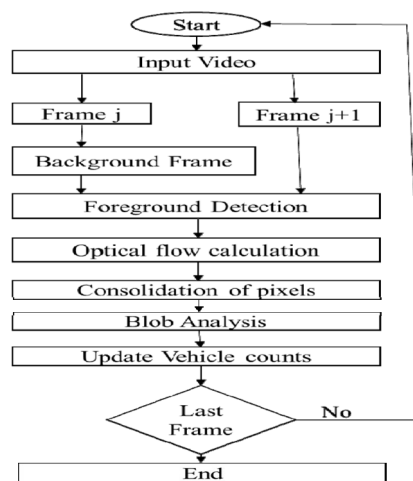 Start
Input Video
Frame j
Frame j+1
Background Frame
Foreground Detection
Optical flow calculation
Consolidation of pixels
Blob Analysis
Update Vehicle counts
Last
Frame
No
End